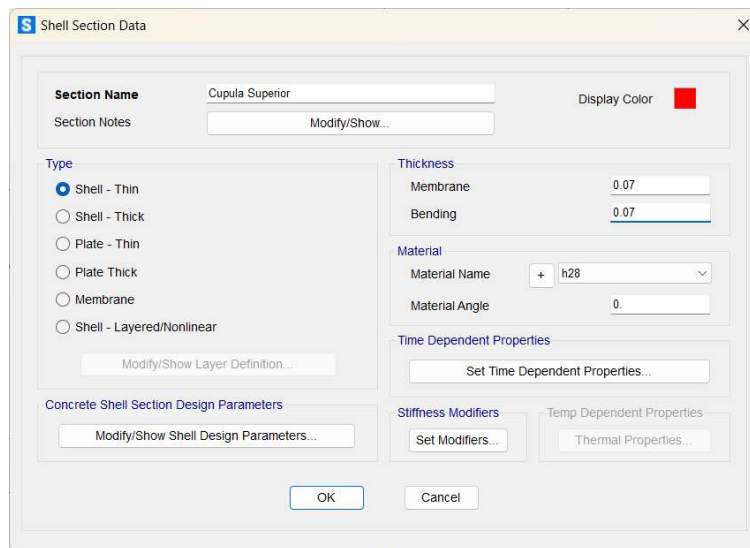 S Shell Section Data
Section Name Cupula Superior Display Color
Section Notes Modify/Show...
Type
Shell - Thin
Shell - Thick
Plate - Thin
Plate Thick
Membrane
Shell - Layered/Nonlinear
Modify/Show Layer Definition...
Concrete Shell Section Design Parameters
Modify/Show Shell Design Parameters...
Thickness
Membrane 0.07
Bending 0.07
Material
Material Name + h28
Material Angle 0.
Time Dependent Properties
Set Time Dependent Properties...
Stiffness Modifiers
Set Modifiers...
Temp Dependent Properties
Thermal Properties...
OK Cancel